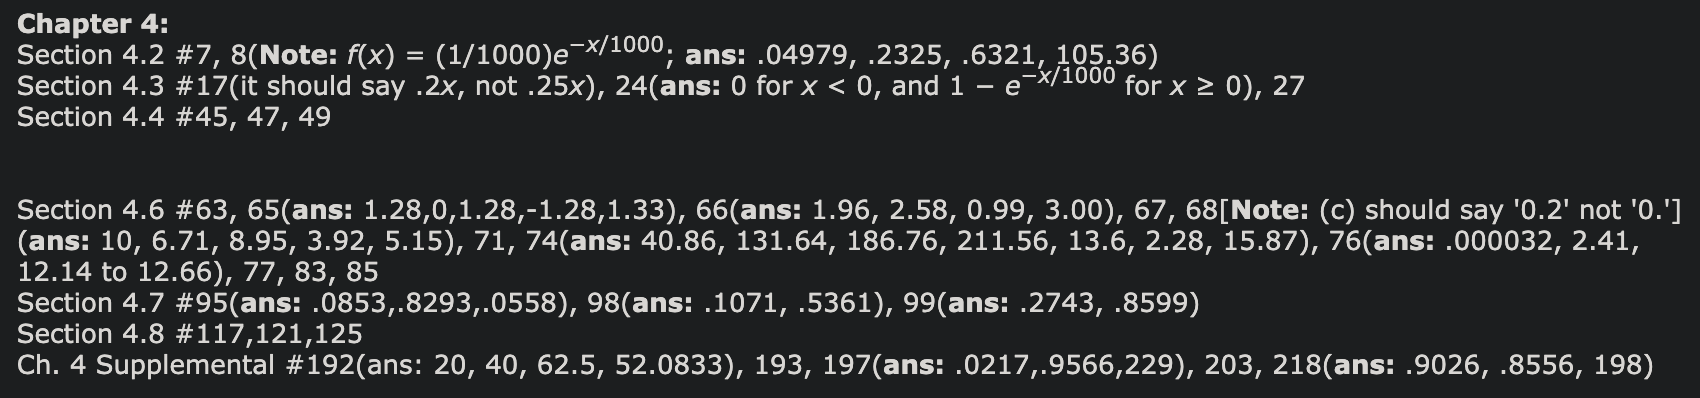 Chapter 4:
Section 4.2 #7, 8(Note: f(x) = (1/1000)e^−x/1000; ans: .04979, .2325, .6321, 105.36)
Section 4.3 #17(it should say .2x, not .25x), 24(ans: 0 for x < 0, and 1 − e^−x/1000 for x ≥ 0), 27
Section 4.4 #45, 47, 49
Section 4.6 #63, 65(ans: 1.28,0,1.28,-1.28,1.33), 66(ans: 1.96, 2.58, 0.99, 3.00), 67, 68[Note: (c) should say '0.2' not '0.']
(ans: 10, 6.71, 8.95, 3.92, 5.15), 71, 74(ans: 40.86, 131.64, 186.76, 211.56, 13.6, 2.28, 15.87), 76(ans: .000032, 2.41,
12.14 to 12.66), 77, 83, 85
Section 4.7 #95(ans: .0853,.8293,.0558), 98(ans: .1071, .5361), 99(ans: .2743, .8599)
Section 4.8 #117,121,125
Ch. 4 Supplemental #192(ans: 20, 40, 62.5, 52.0833), 193, 197(ans: .0217,.9566,229), 203, 218(ans: .9026, .8556, 198)